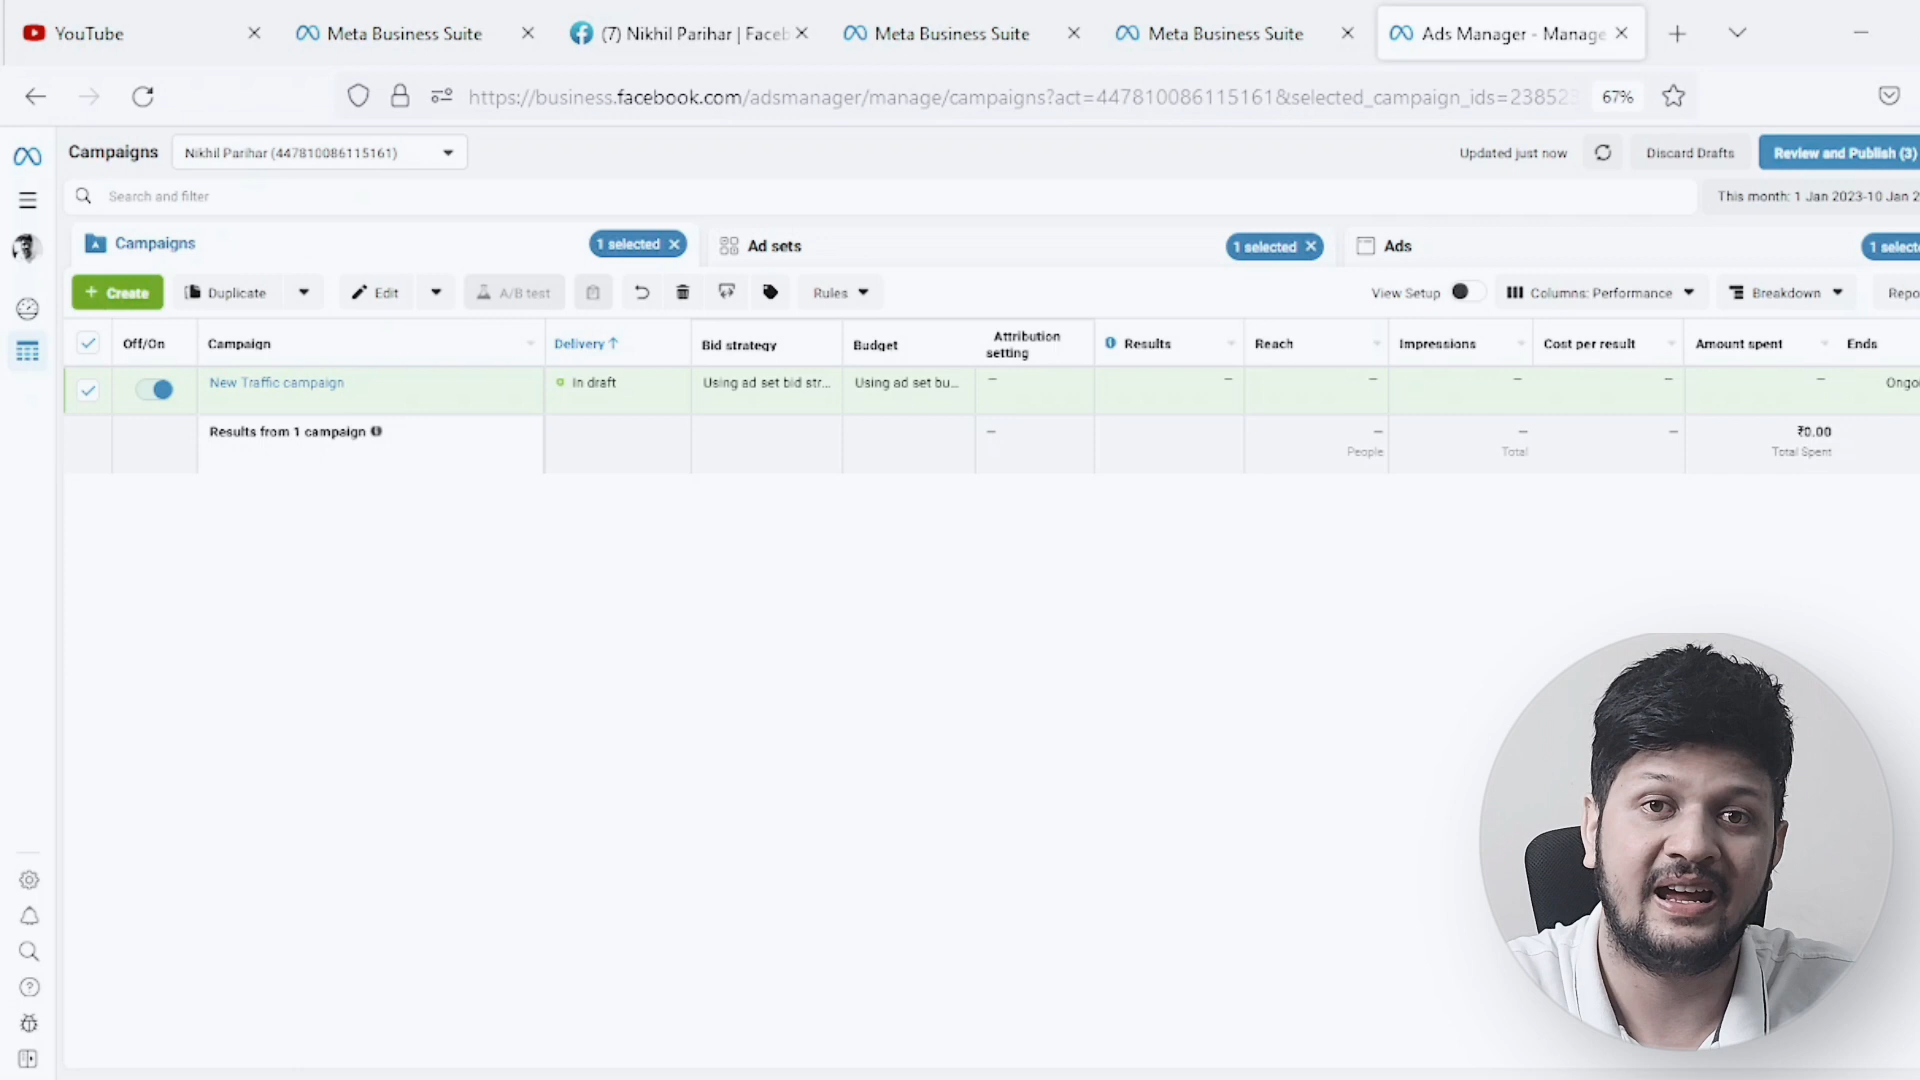 YouTube
Meta Business Suite
(7) Nikhil Parihar | Faceb
Meta Business Suite
Meta Business Suite
Ads Manager - Manage
https://business.facebook.com/adsmanager/manage/campaigns?act=447810086115161&selected_campaign_ids=23852
67%
Campaigns
Nikhil Parihar (447810086115161)
Updated just now
Discard Drafts
Review and Publish (3)
Search and filter
This month: 1 Jan 2023-10 Jan 2
Campaigns
1 selected
Ad sets
1 selected
Ads
1 select
+ Create
Duplicate
Edit
A/B test
Rules
View Setup
Columns: Performance
Breakdown
Repo
Off/On
Campaign
Delivery ↑
Bid strategy
Budget
Attribution
setting
Results
Reach
Impressions
Cost per result
Amount spent
Ends
New Traffic campaign
In draft
Using ad set bid str...
Using ad set bu...
–
–
–
–
–
–
Ongo
Results from 1 campaign
–
–
People
–
Total
–
₹0.00
Total Spent